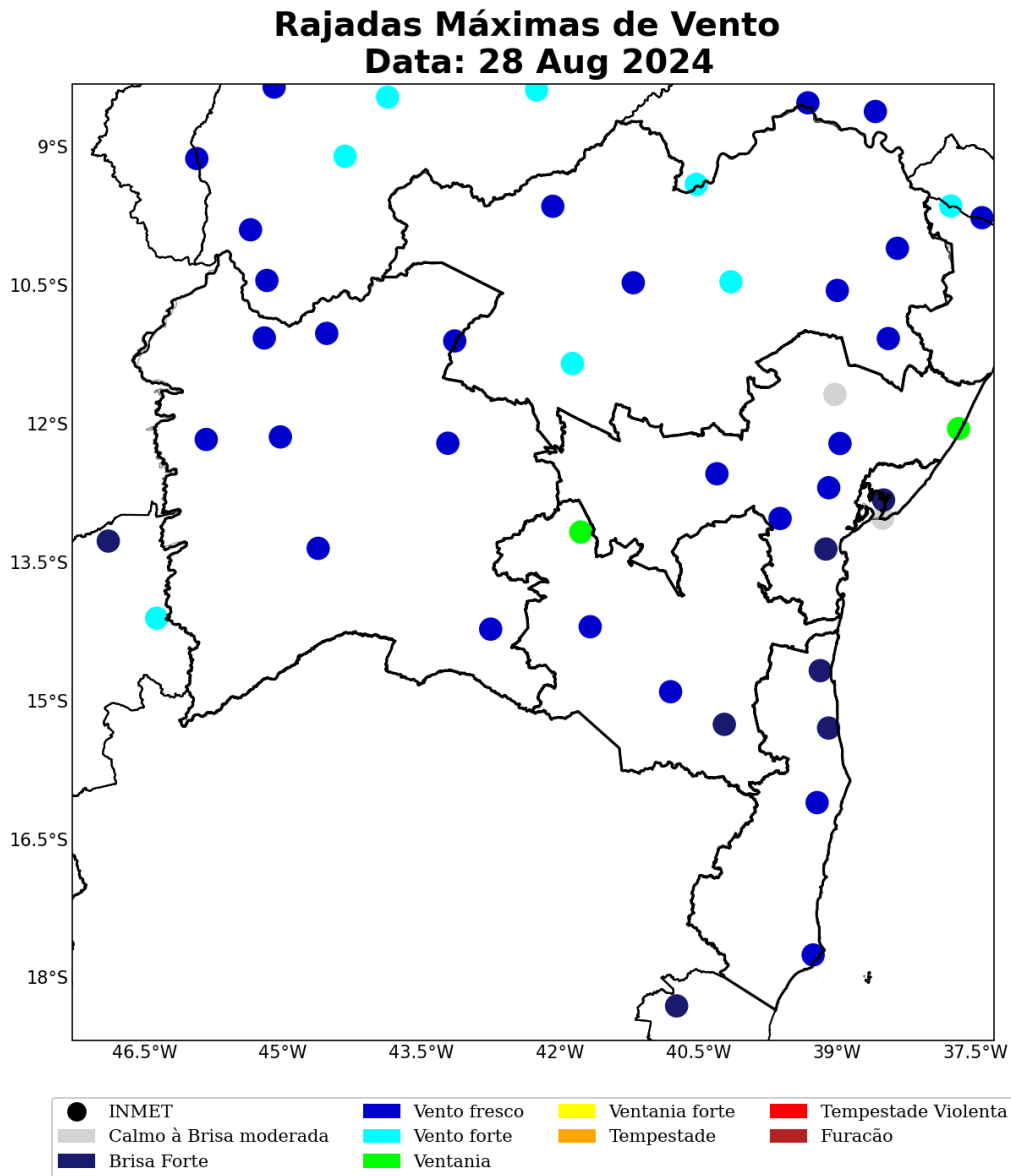 Rajadas Máximas de Vento
Data: 28 Aug 2024
9°S
10.5°S
12°S
13.5°S
15°S
16.5°S
18°S
46.5°W 45°W 43.5°W 42°W 40.5°W 39°W 37.5°W
INMET Vento fresco Ventania forte Tempestade Violenta
Calmo à Brisa moderada Vento forte Tempestade Furacão
Brisa Forte Ventania